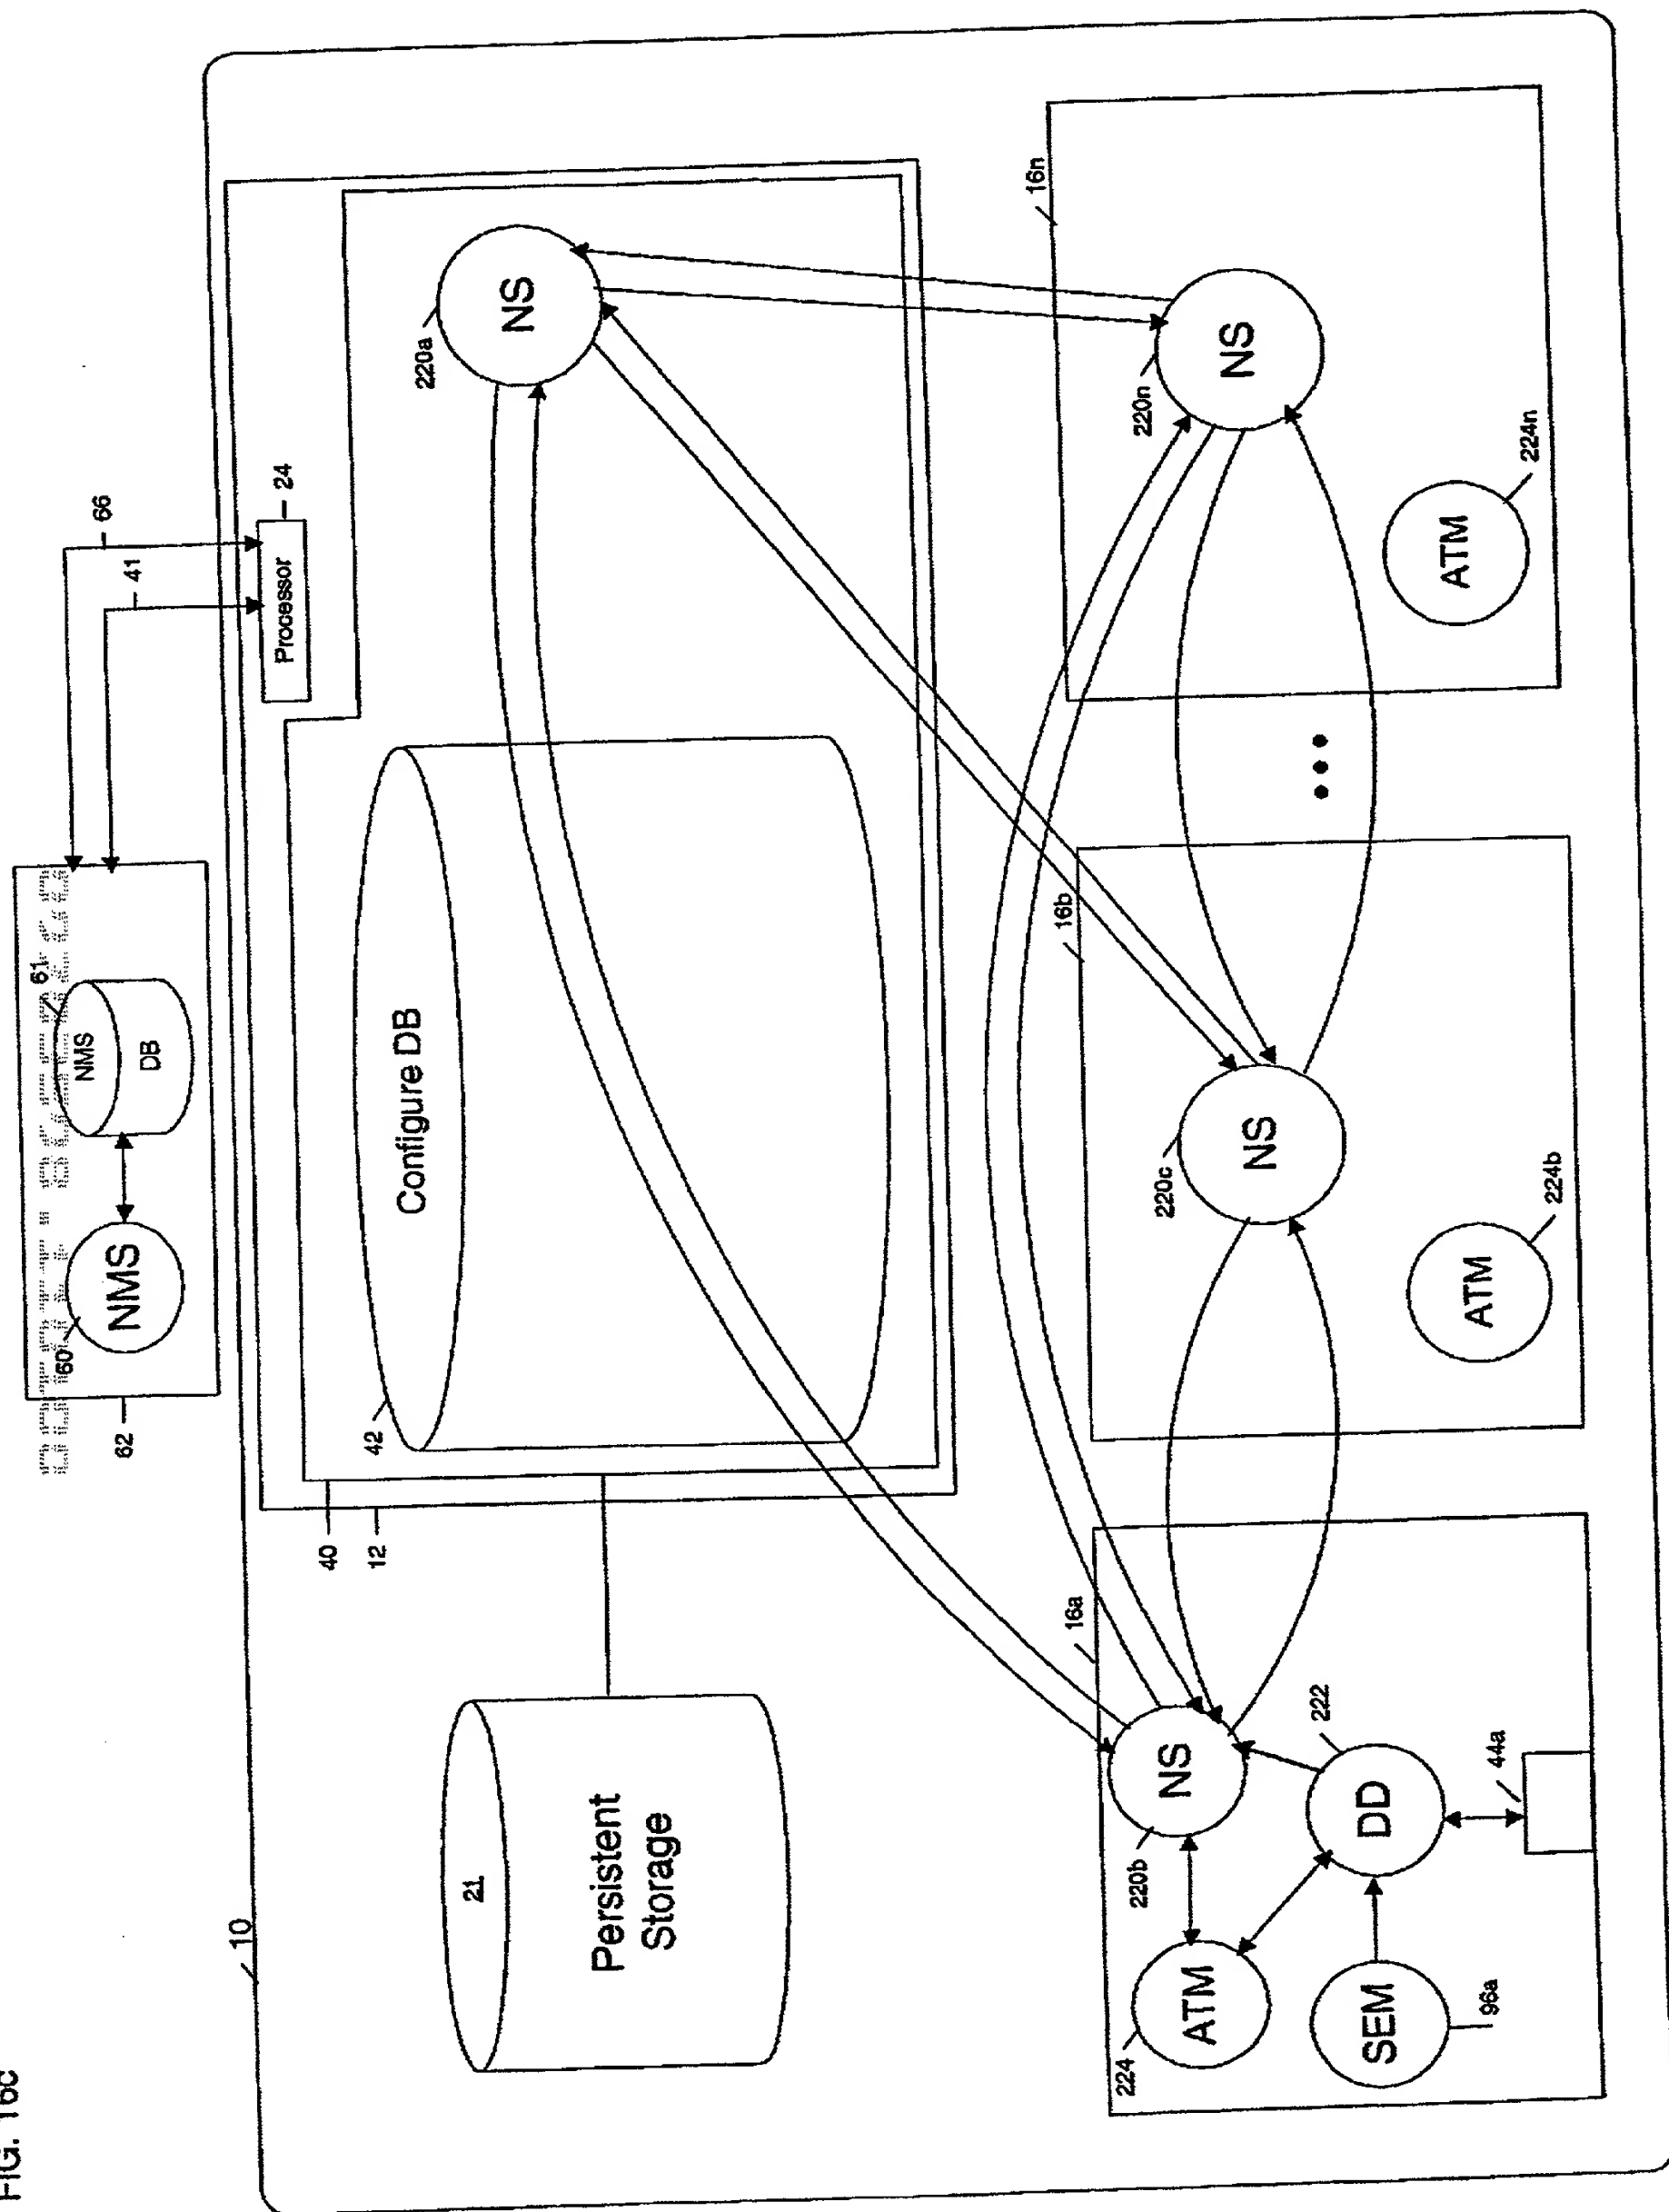 FIG. 16c
62
60
NMS
61
NMS
DB
66
41
10
40
12
42
Configure DB
Processor
24
220a
NS
21
Persistent
Storage
16a
224
ATM
220b
NS
222
DD
SEM
96a
44a
16b
220c
NS
ATM
224b
16n
220n
NS
ATM
224n